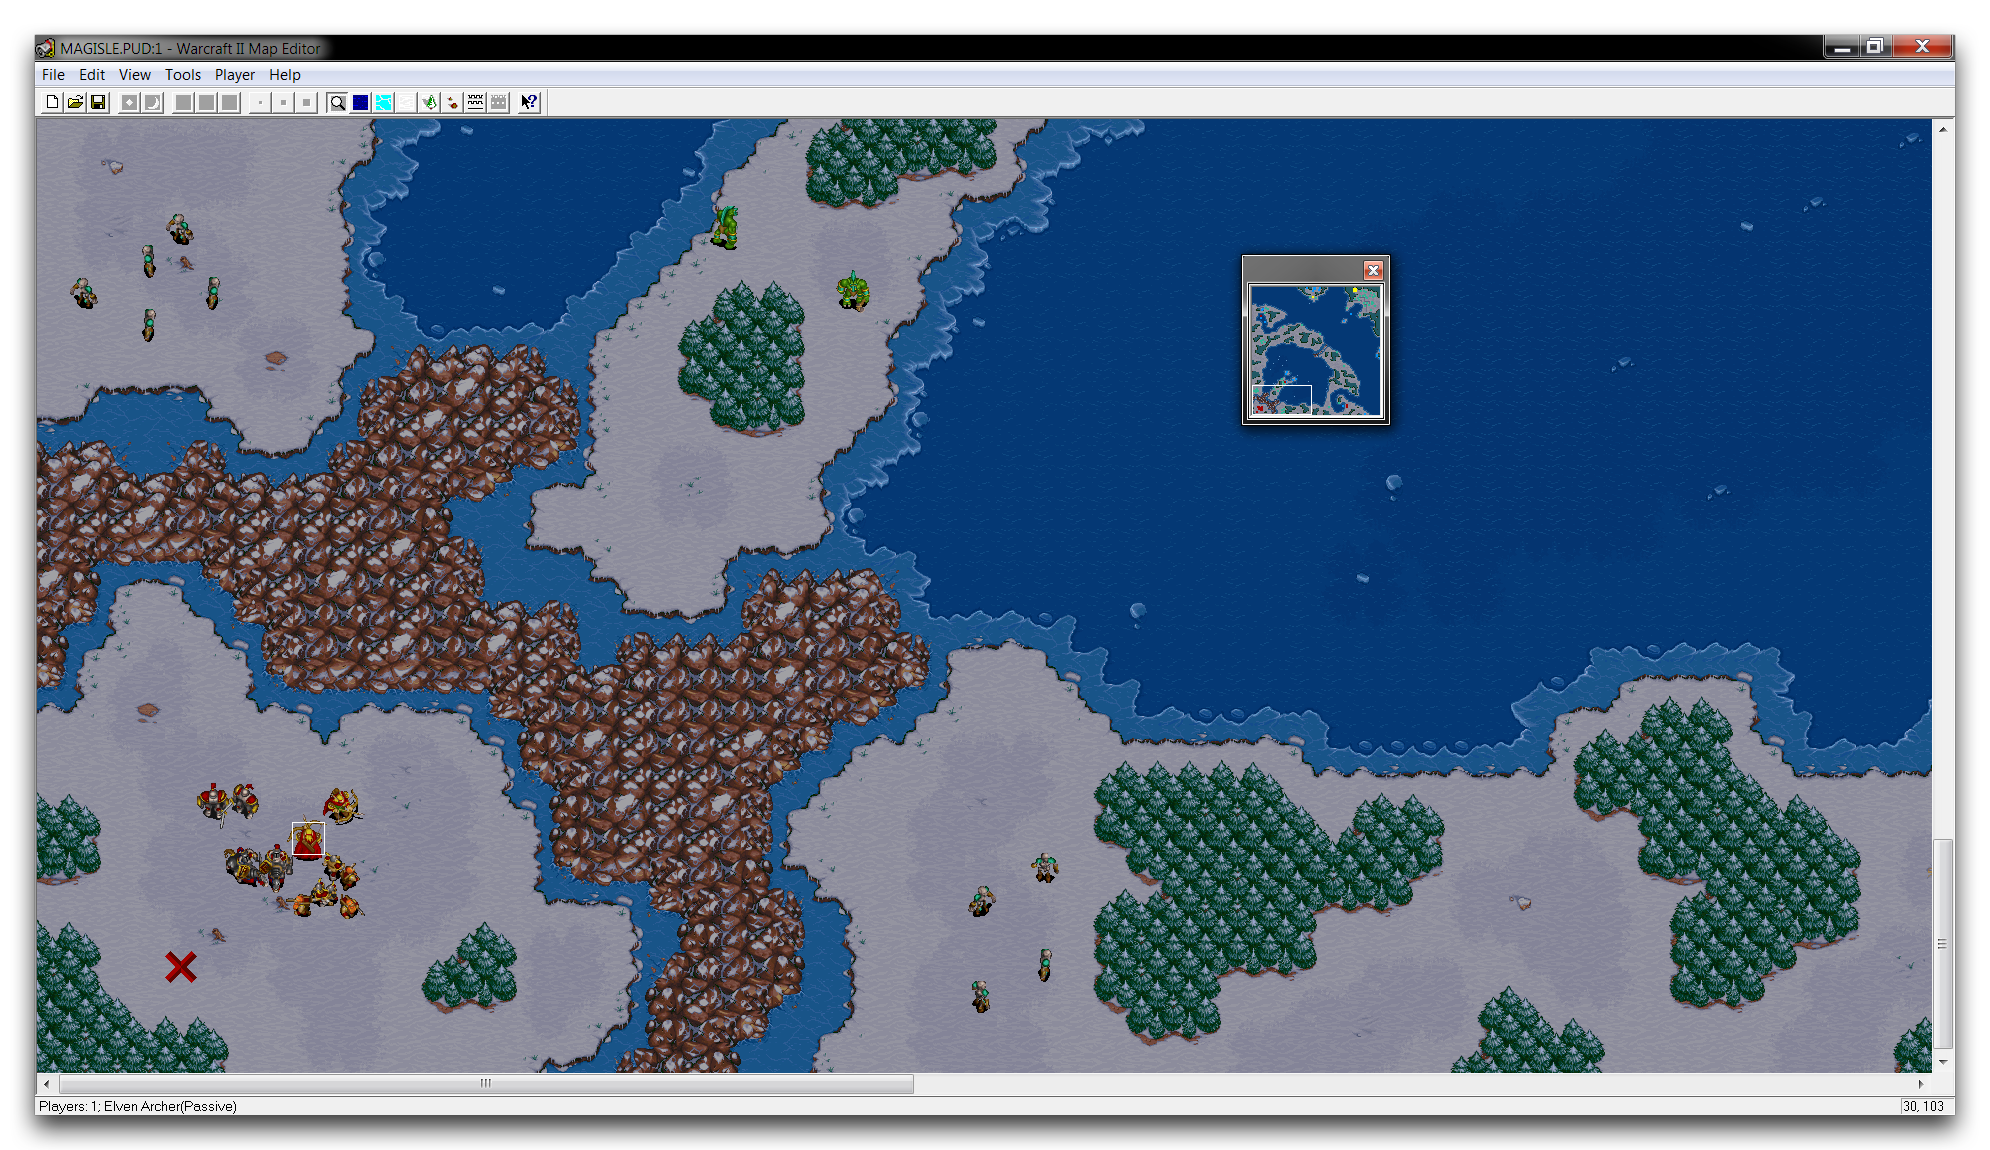 MAGISLE.PUD:1 - Warcraft II Map Editor
File Edit View Tools Player Help
Players: 1; Elven Archer(Passive)
30, 103